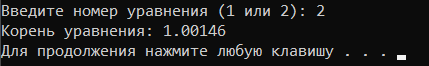 Введите номер уравнения (1 или 2): 2
Корень уравнения: 1.00146
Для продолжения нажмите любую клавишу . . .